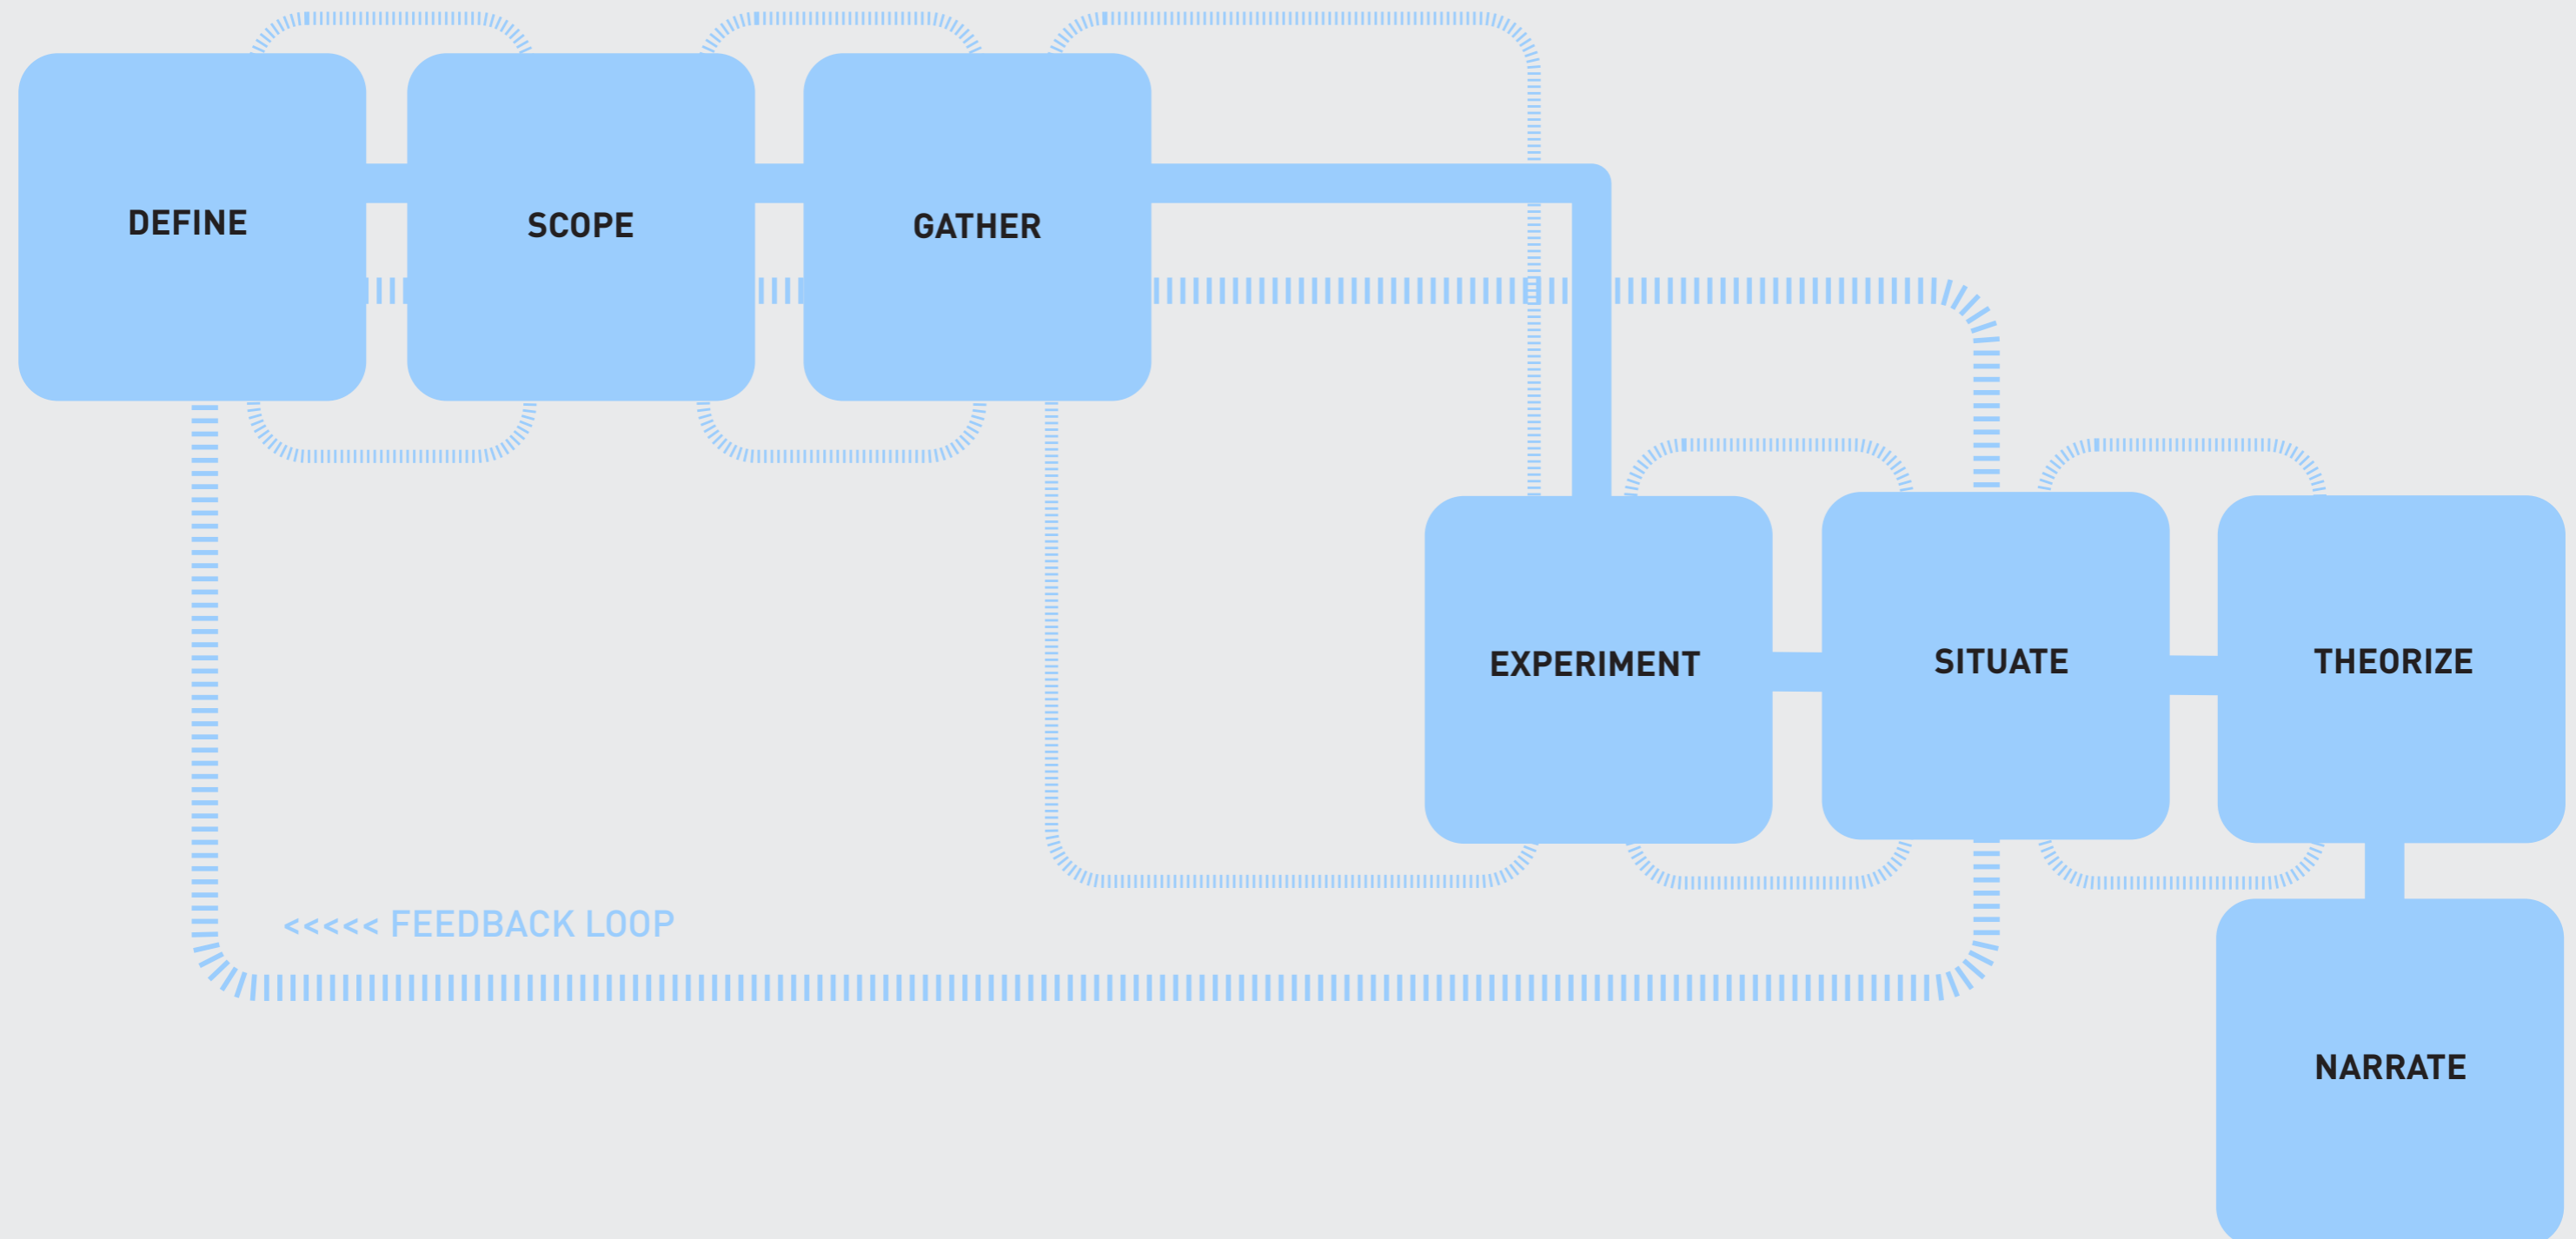 DEFINE
SCOPE
GATHER
EXPERIMENT
SITUATE
THEORIZE
<<<<< FEEDBACK LOOP
NARRATE